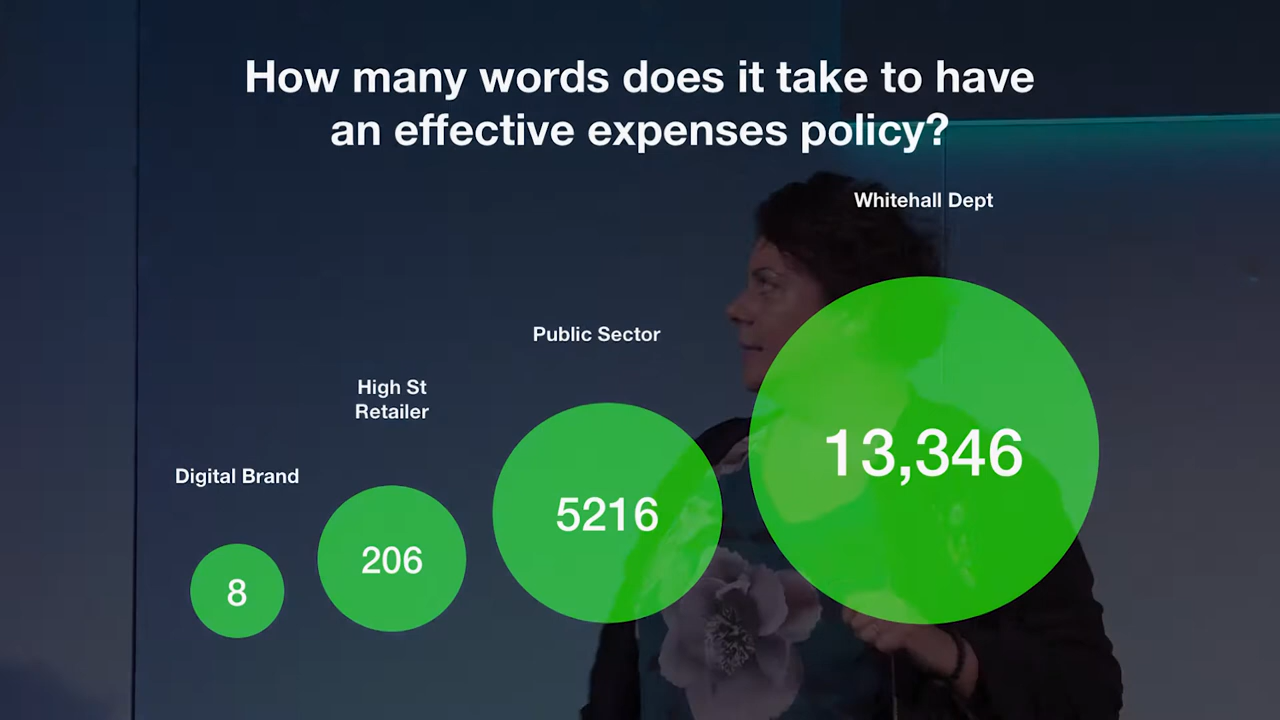 How many words does it take to have
an effective expenses policy?
Whitehall Dept
Public Sector
High St
Retailer
Digital Brand
13,346
5216
206
8